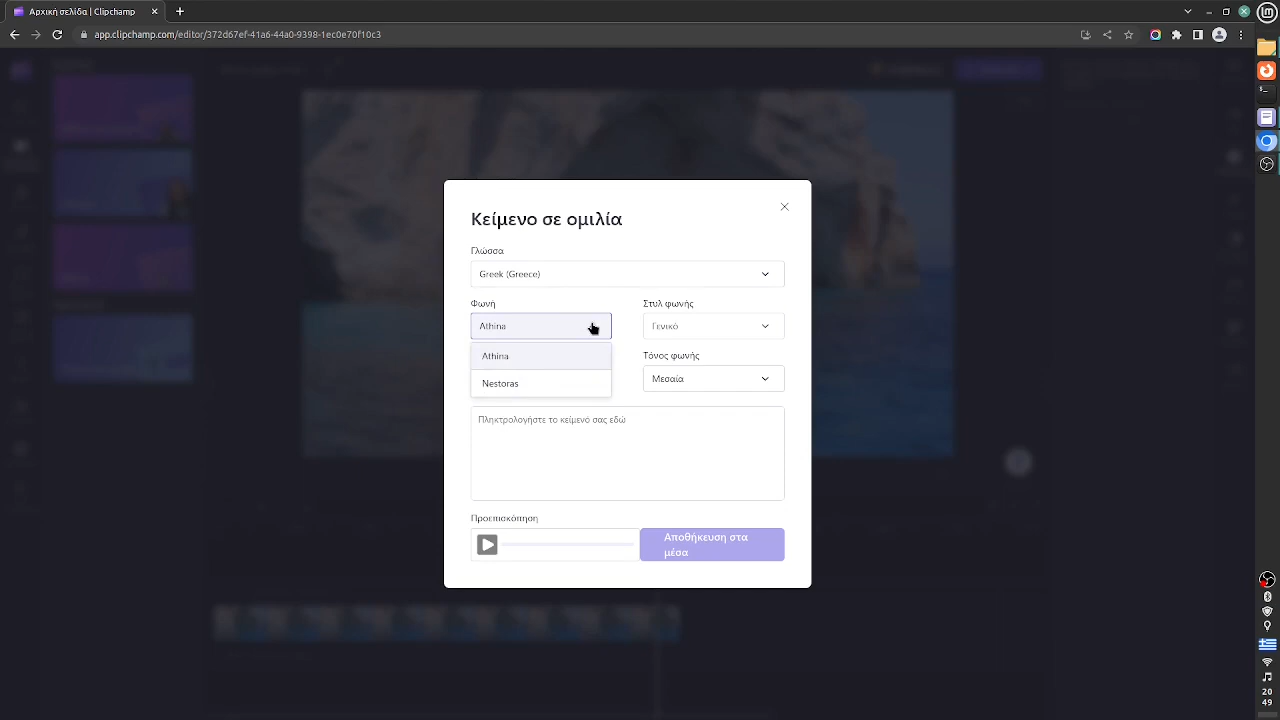 Αρχική σελίδα | Clipchamp
app.clipchamp.com/editor/372d67ef-41a6-44a0-9398-1ec0e70f10c3
Κείμενο σε ομιλία
Γλώσσα
Greek (Greece)
Φωνή
Στυλ φωνής
Athina
Γενικό
Athina
Τόνος φωνής
Nestoras
Μεσαία
Πληκτρολογήστε το κείμενό σας εδώ
Προεπισκόπηση
Αποθήκευση στα
μέσα
20
49